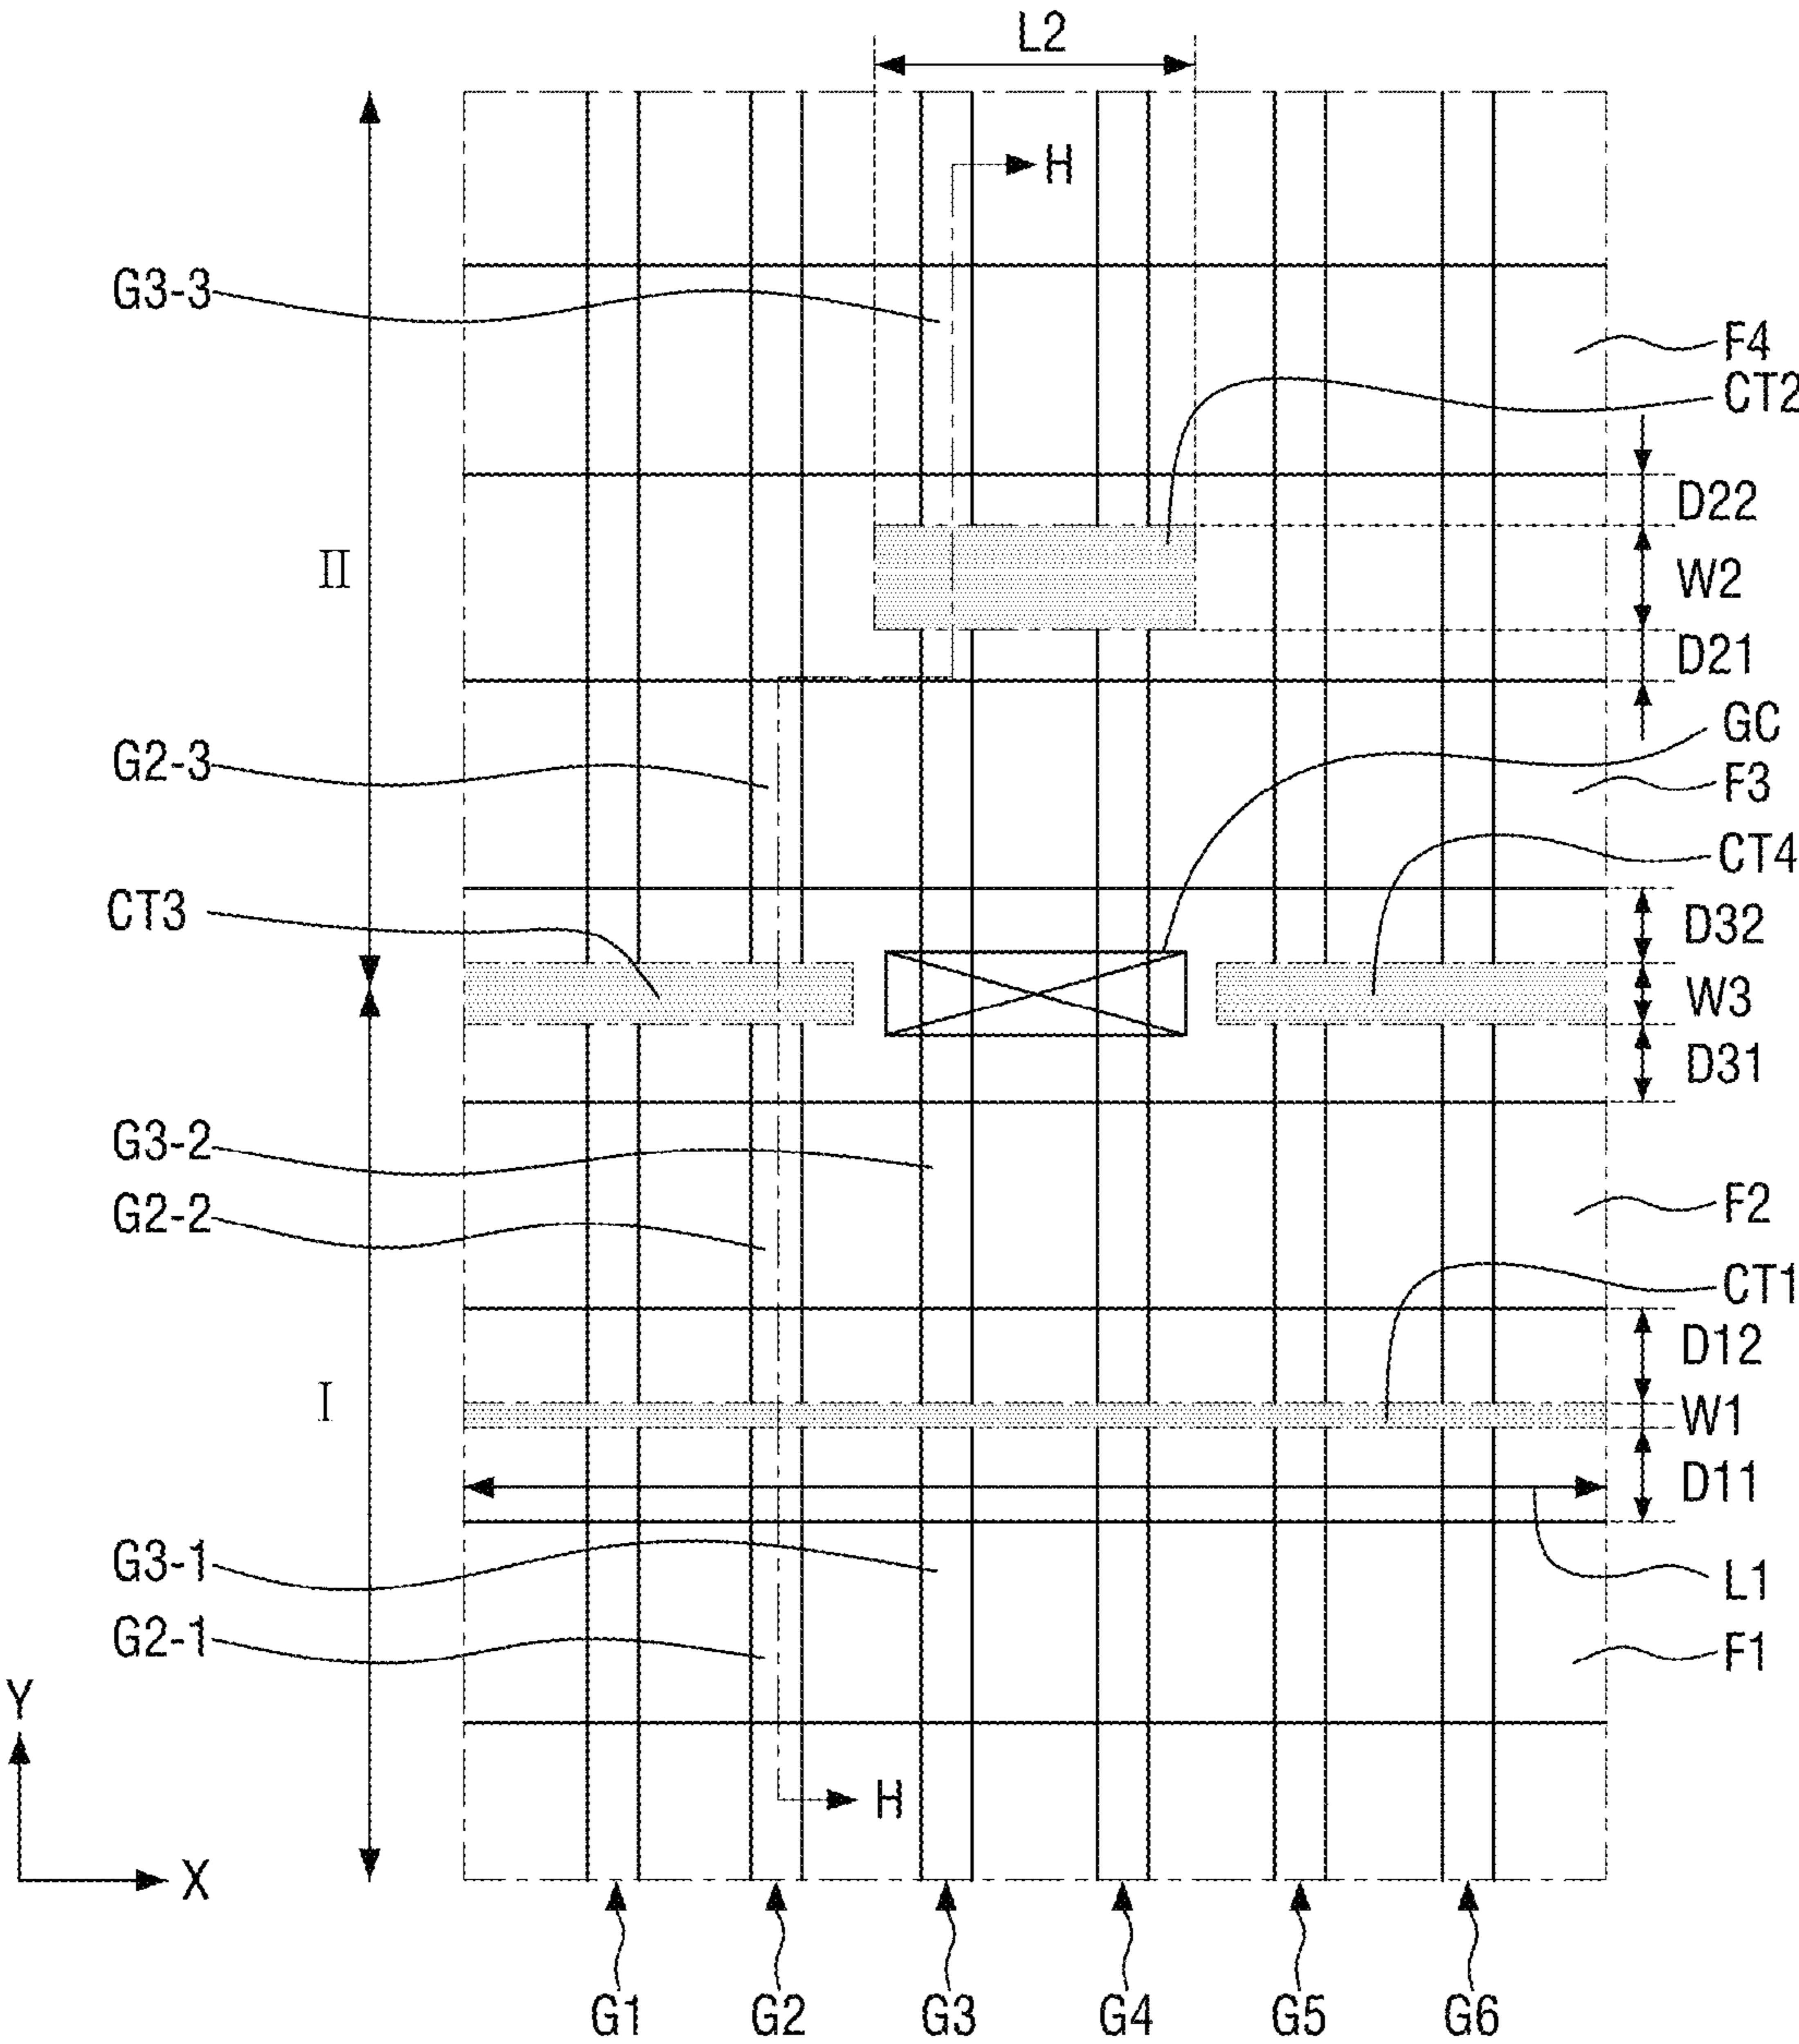 L2
H
G3-3
F4
CT2
D22
II
W2
D21
GC
G2-3
F3
CT4
CT3
D32
W3
D31
G3-2
G2-2
F2
CT1
D12
I
W1
D11
G3-1
L1
G2-1
F1
Y
H
X
G1 G2 G3 G4 G5 G6